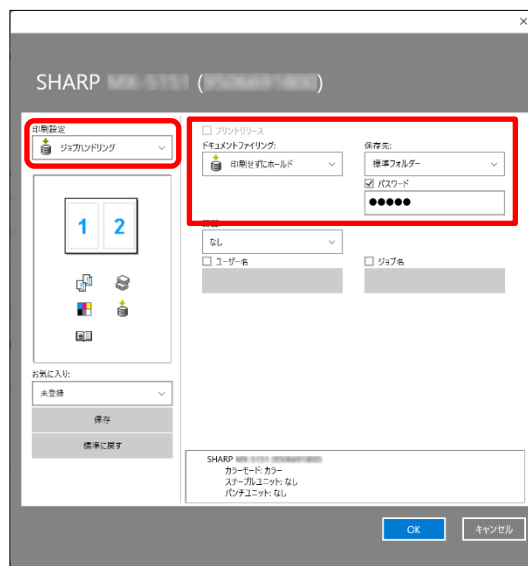 SHARP
印刷設定
ジョブハンドリング
1 2
お気に入り:
未登録
保存
標準に戻す
プリントリリース
ドキュメントファイリング:
印刷せずにホールド
保存先:
標準フォルダー
パスワード
●●●●●
なし
ユーザー名
ジョブ名
SHARP
カラーモード: カラー
ステープルユニット: なし
パンチユニット: なし
OK
キャンセル